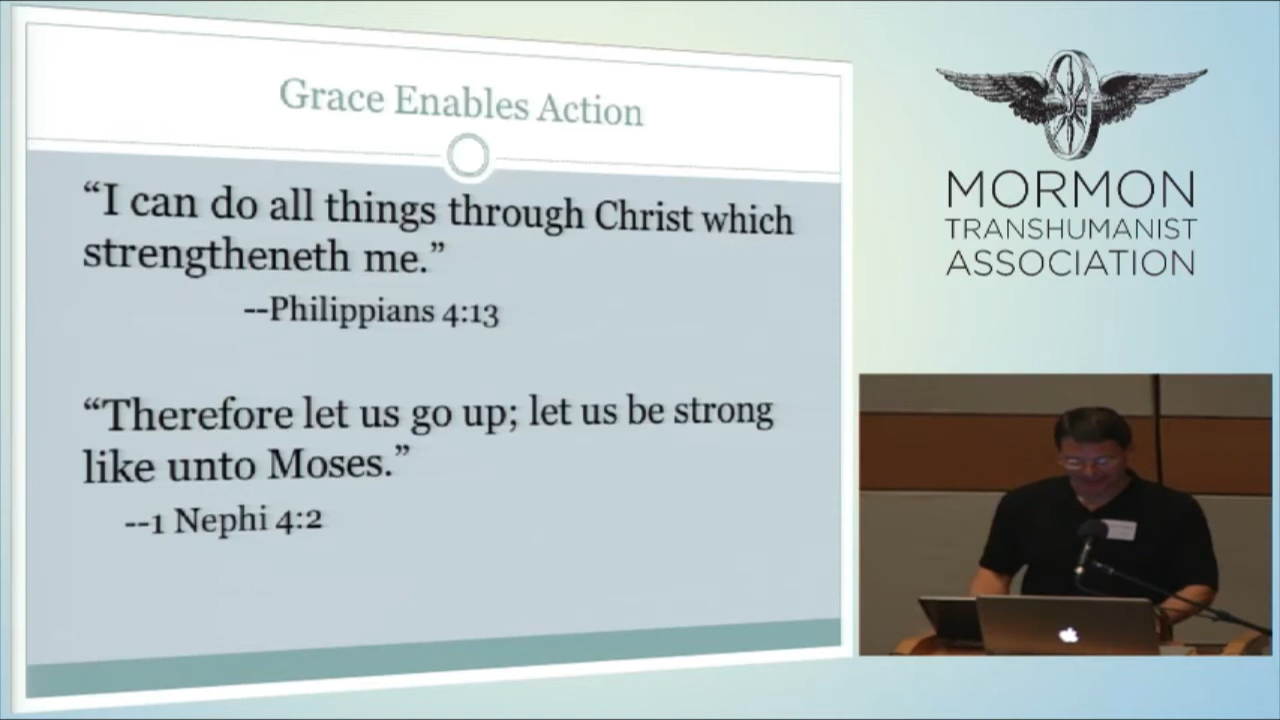 Grace Enables Action
“I can do all things through Christ which
strengtheneth me.”
--Philippians 4:13
“Therefore let us go up; let us be strong
like unto Moses.”
--1 Nephi 4:2
MORMON
TRANSHUMANIST
ASSOCIATION